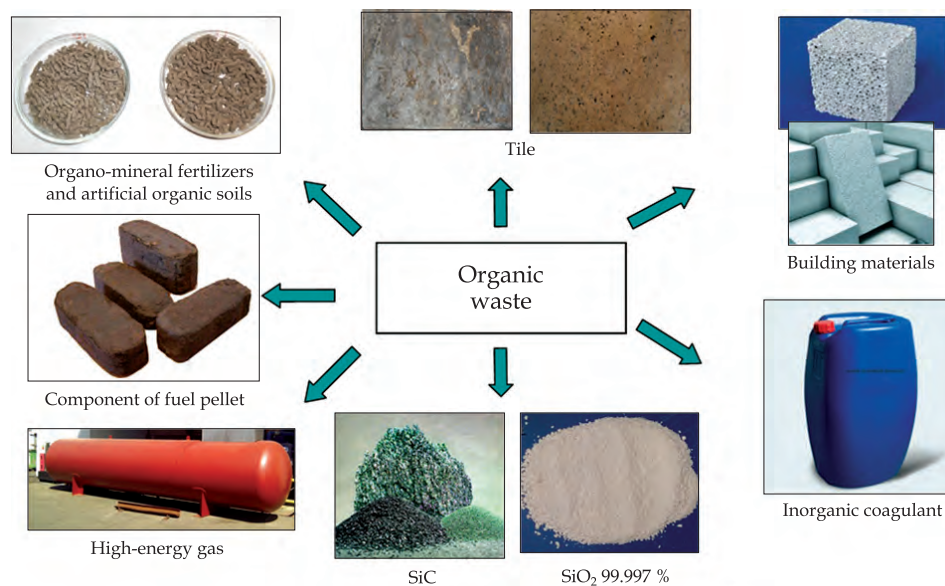 Organo-mineral fertilizers
and artificial organic soils
Tile
Building materials
Organic
waste
Component of fuel pellet
High-energy gas
SiC
SiO₂ 99.997 %
Inorganic coagulant